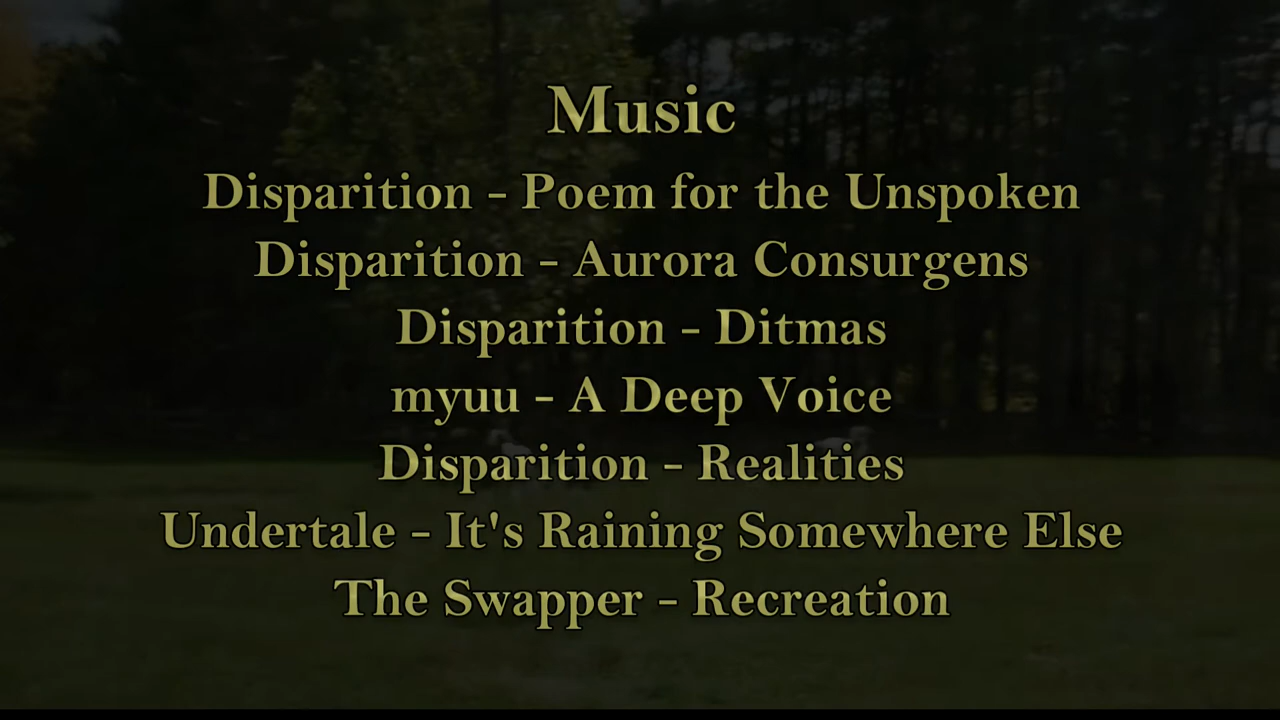 Music
Disparition - Poem for the Unspoken
Disparition - Aurora Consurgens
Disparition - Ditmas
myuu - A Deep Voice
Disparition - Realities
Undertale - It's Raining Somewhere Else
The Swapper - Recreation